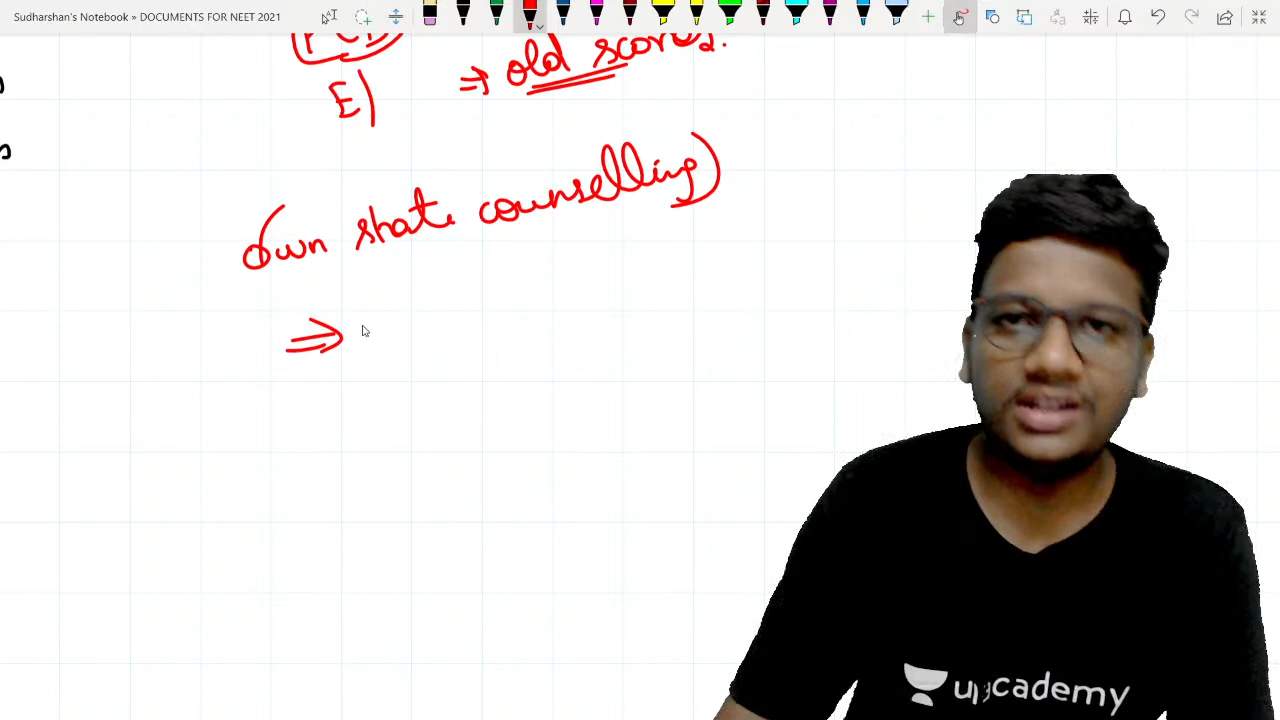 Sudharshan's Notebook » DOCUMENTS FOR NEET 2021
⇒ old scores.
E)
(own state counselling)
⇒
unacademy